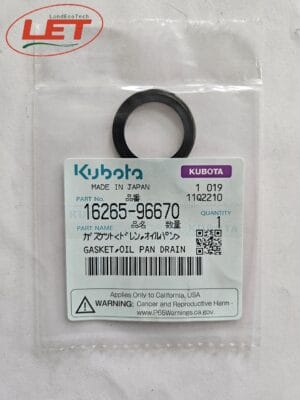 LandEcoTech
LET
Kubota
KUBOTA
MADE IN JAPAN
1 019
PART No. 品番
11Q2210
16265-96670
QUANTITY
PART NAME 品名 数量
1
ガスケット<ドレン,オイルパン>
GASKET,OIL PAN DRAIN
Applies Only to California, USA
WARNING: Cancer and Reproductive Harm -
www.P65Warnings.ca.gov